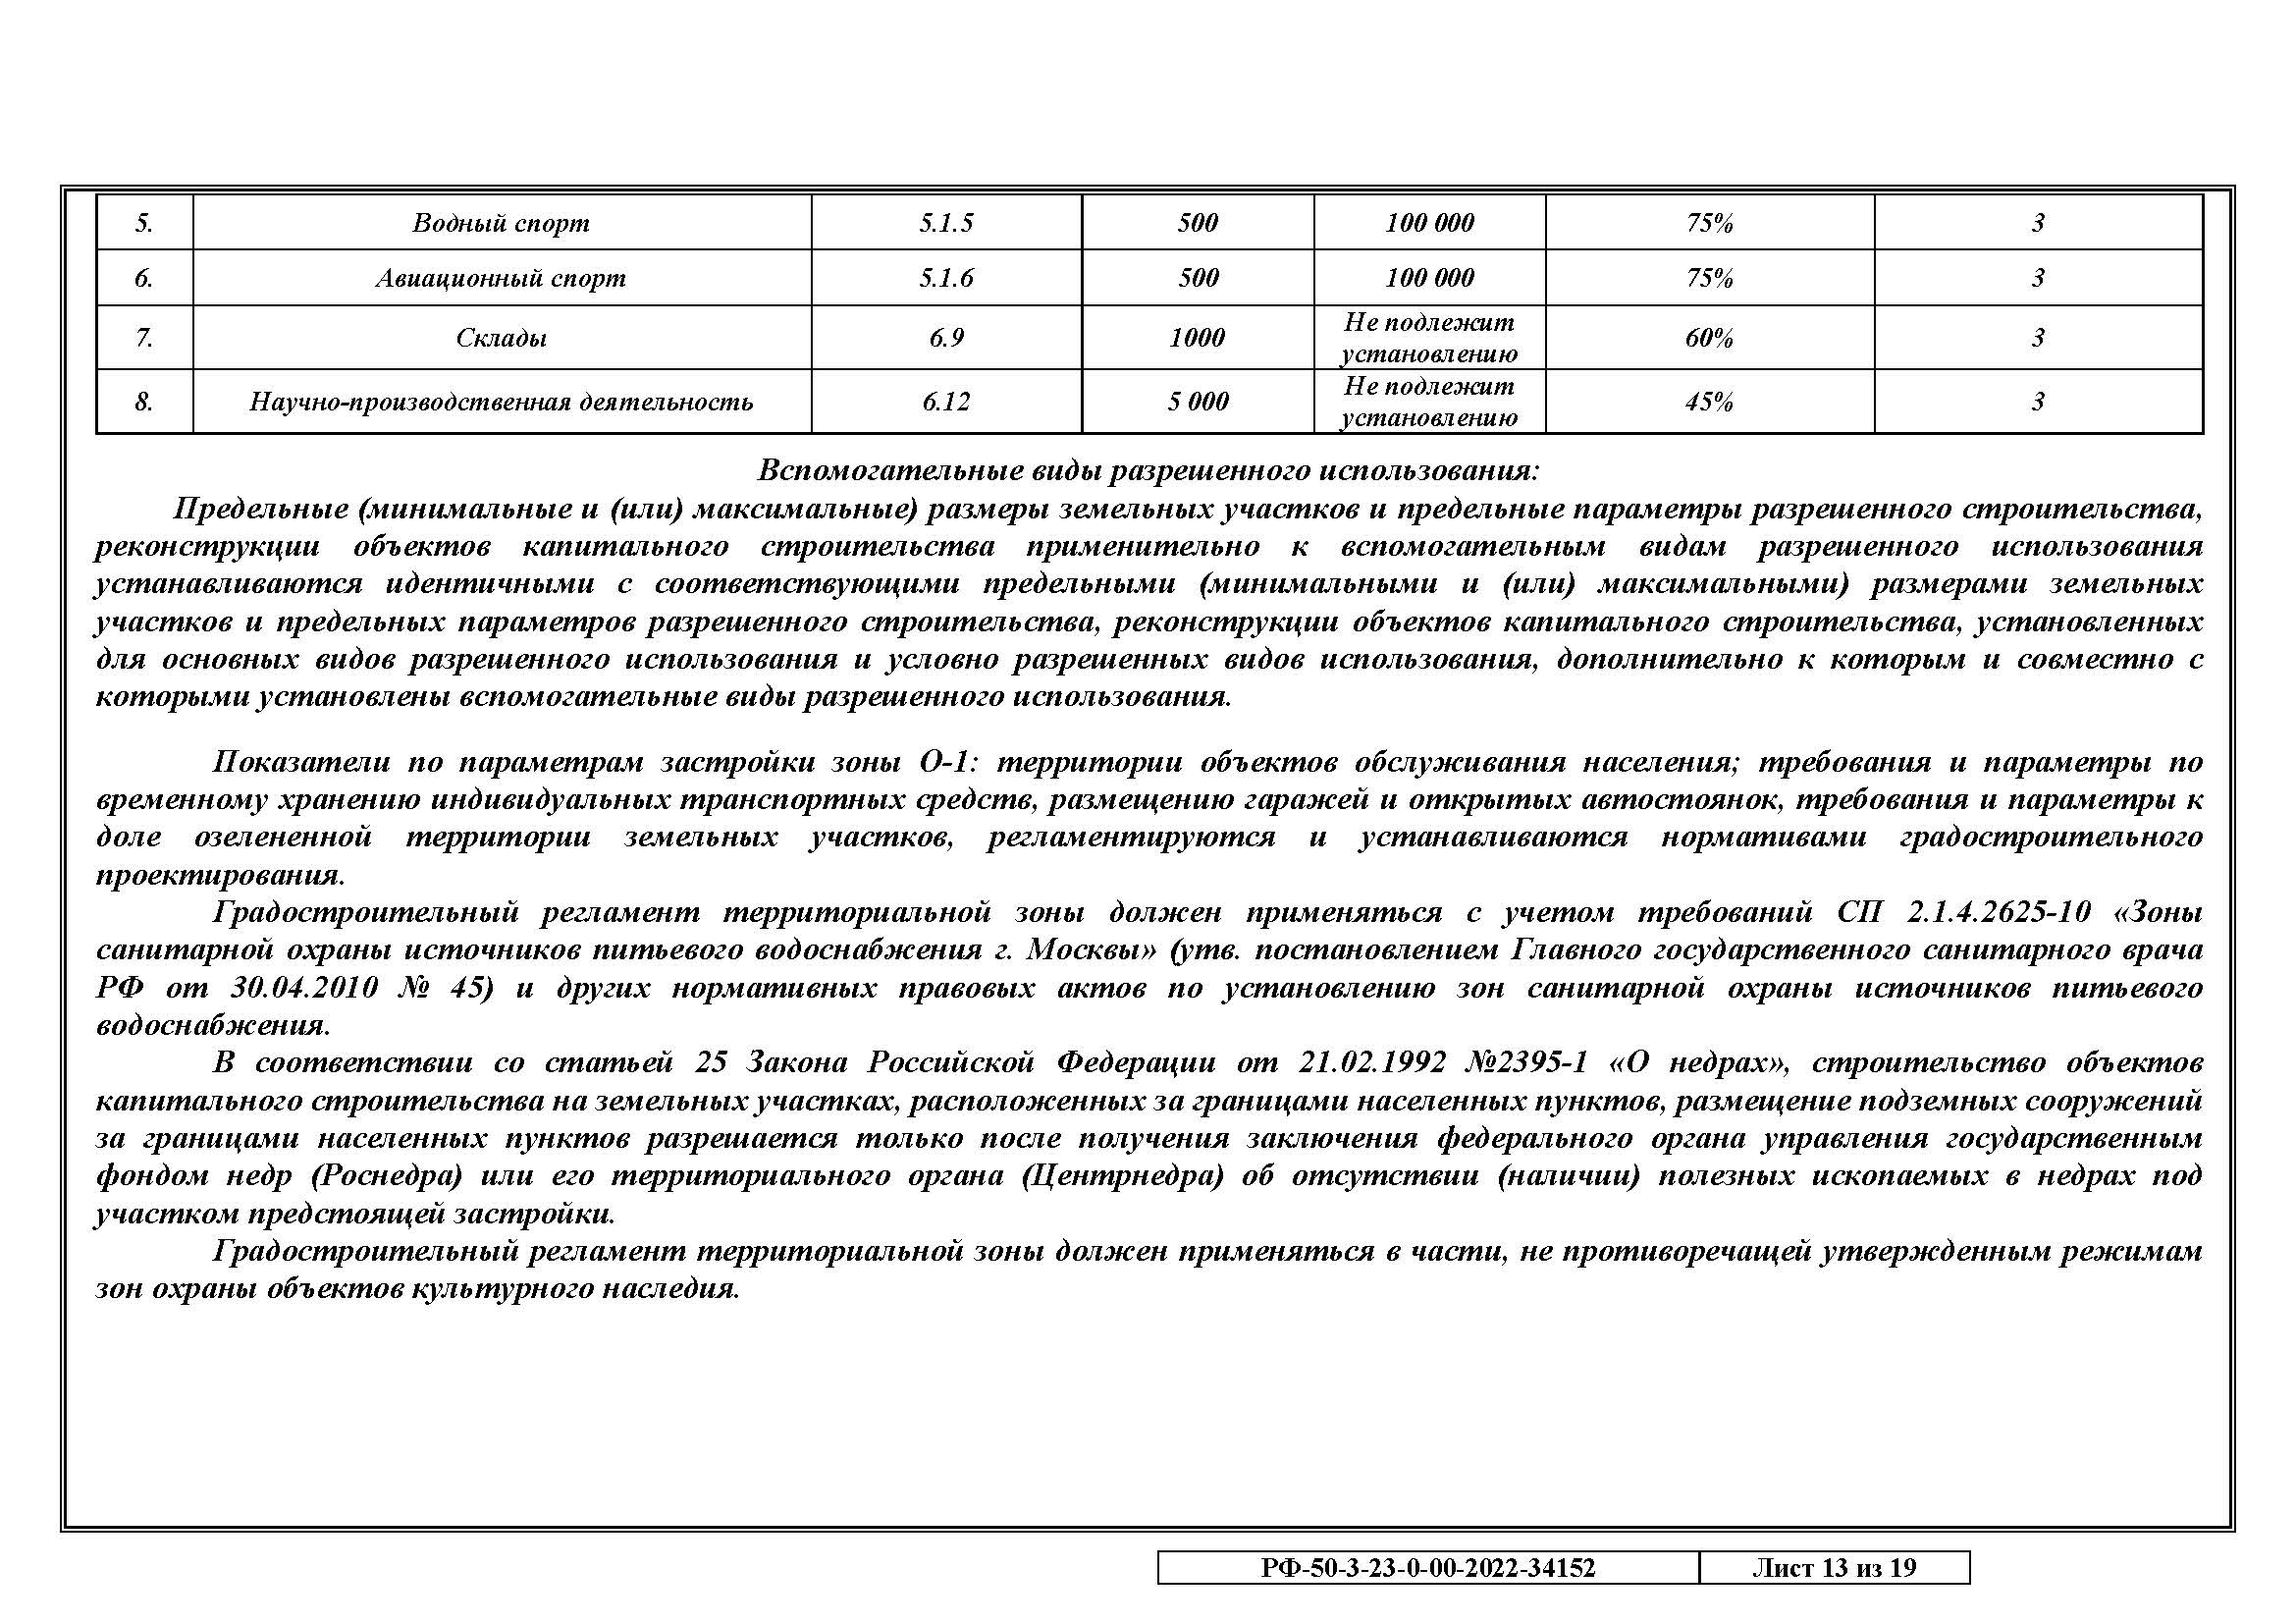 5. Водный спорт 5.1.5 500 100 000 75% 3
6. Авиационный спорт 5.1.6 500 100 000 75% 3
7. Склады 6.9 1000 Не подлежит установлению 60% 3
8. Научно-производственная деятельность 6.12 5 000 Не подлежит установлению 45% 3
Вспомогательные виды разрешенного использования:
Предельные (минимальные и (или) максимальные) размеры земельных участков и предельные параметры разрешенного строительства,
реконструкции объектов капитального строительства применительно к вспомогательным видам разрешенного использования
устанавливаются идентичными с соответствующими предельными (минимальными и (или) максимальными) размерами земельных
участков и предельных параметров разрешенного строительства, реконструкции объектов капитального строительства, установленных
для основных видов разрешенного использования и условно разрешенных видов использования, дополнительно к которым и совместно с
которыми установлены вспомогательные виды разрешенного использования.
Показатели по параметрам застройки зоны О-1: территории объектов обслуживания населения; требования и параметры по
временному хранению индивидуальных транспортных средств, размещению гаражей и открытых автостоянок, требования и параметры к
доле озелененной территории земельных участков, регламентируются и устанавливаются нормативами градостроительного
проектирования.
Градостроительный регламент территориальной зоны должен применяться с учетом требований СП 2.1.4.2625-10 «Зоны
санитарной охраны источников питьевого водоснабжения г. Москвы» (утв. постановлением Главного государственного санитарного врача
РФ от 30.04.2010 № 45) и других нормативных правовых актов по установлению зон санитарной охраны источников питьевого
водоснабжения.
В соответствии со статьей 25 Закона Российской Федерации от 21.02.1992 №2395-1 «О недрах», строительство объектов
капитального строительства на земельных участках, расположенных за границами населенных пунктов, размещение подземных сооружений
за границами населенных пунктов разрешается только после получения заключения федерального органа управления государственным
фондом недр (Роснедра) или его территориального органа (Центрнедра) об отсутствии (наличии) полезных ископаемых в недрах под
участком предстоящей застройки.
Градостроительный регламент территориальной зоны должен применяться в части, не противоречащей утвержденным режимам
зон охраны объектов культурного наследия.
РФ-50-3-23-0-00-2022-34152 Лист 13 из 19